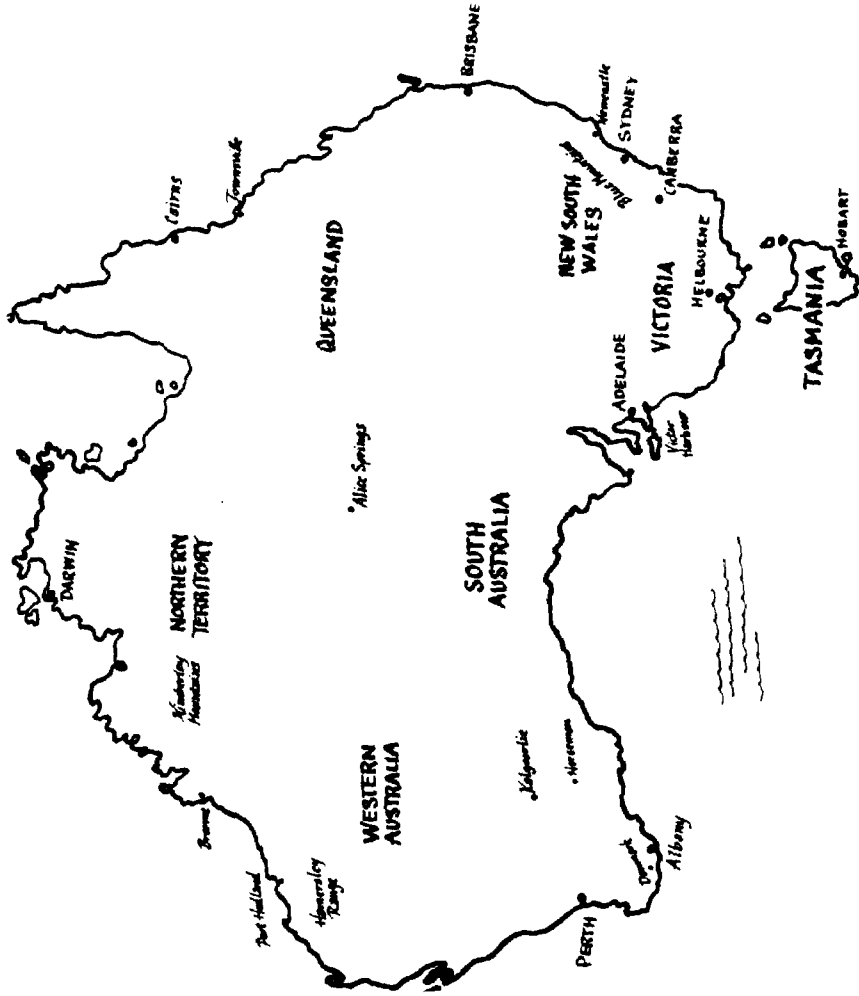 DARWIN
Cairns
Kimberley
Mountains
NORTHERN
TERRITORY
Broome
Townsville
Port Hedland
Hamersley
Range
QUEENSLAND
Alice Springs
WESTERN
AUSTRALIA
BRISBANE
SOUTH
AUSTRALIA
Kalgoorlie
Norseman
NEW SOUTH
WALES
Blue Mountains
Newcastle
SYDNEY
PERTH
ADELAIDE
Denmark
VICTORIA
CANBERRA
Albany
Victor
Harbour
MELBOURNE
TASMANIA
HOBART